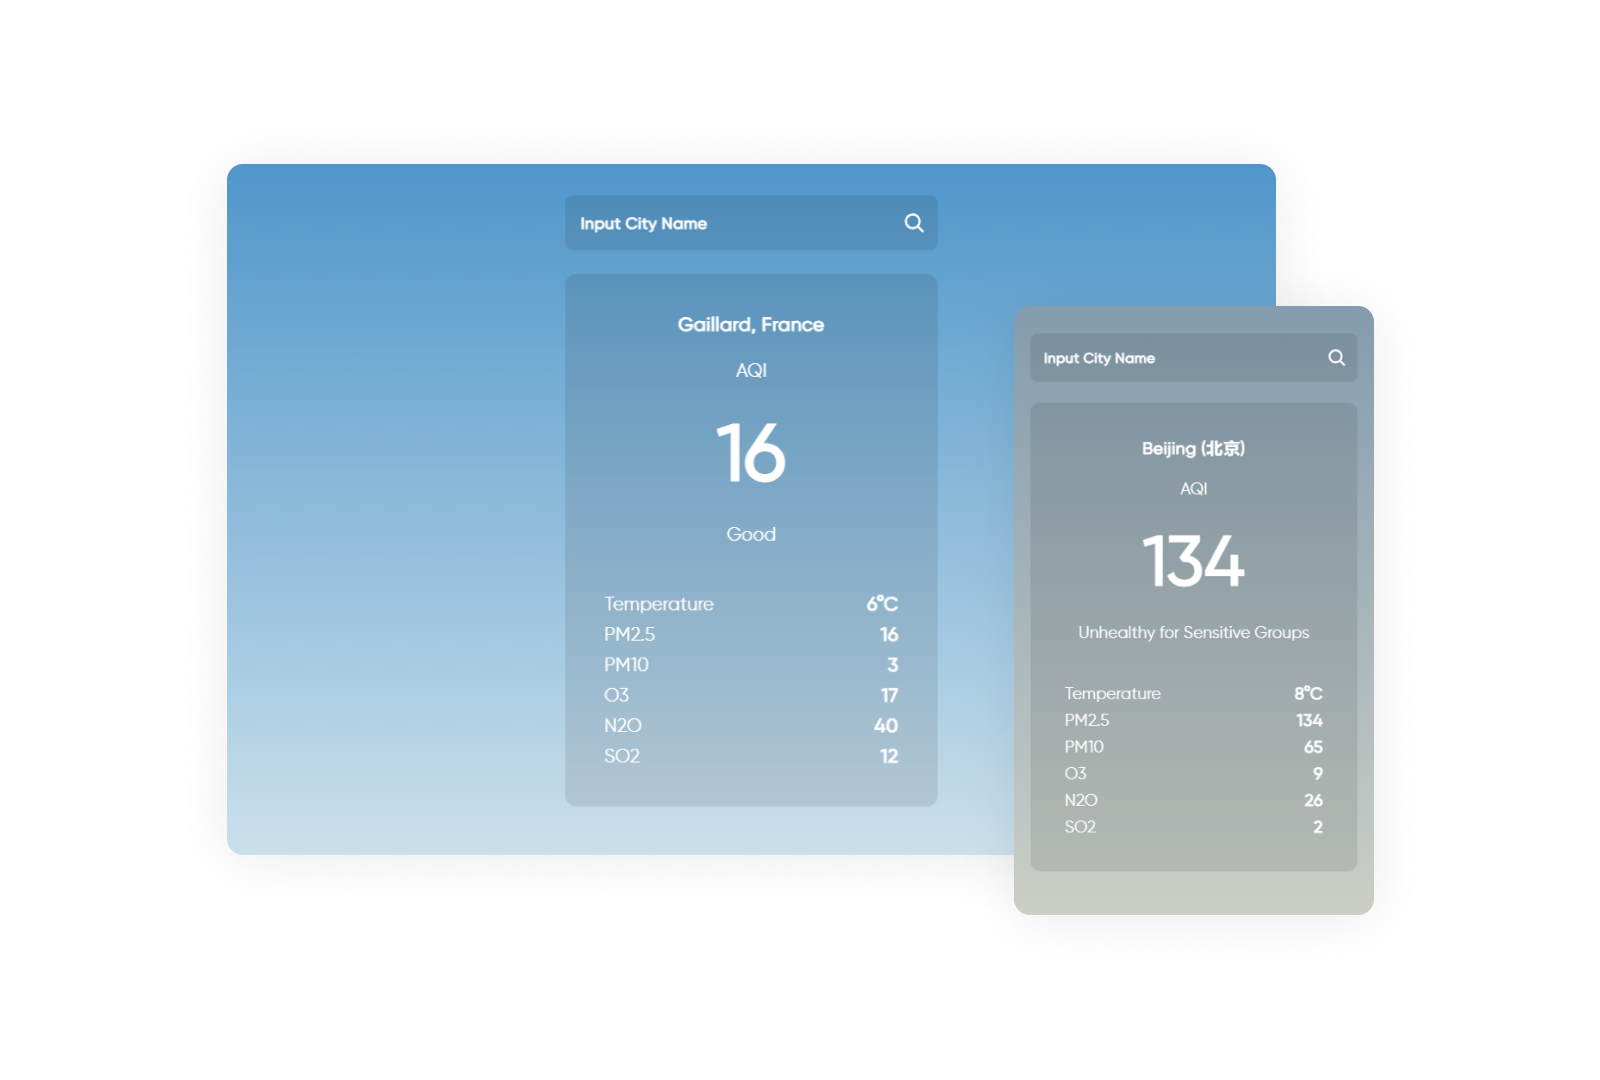 Input City Name
Gaillard, France
AQI
16
Good
Temperature 6°C
PM2.5 16
PM10 3
O3 17
N2O 40
SO2 12
Input City Name
Beijing (北京)
AQI
134
Unhealthy for Sensitive Groups
Temperature 8°C
PM2.5 134
PM10 65
O3 9
N2O 26
SO2 2